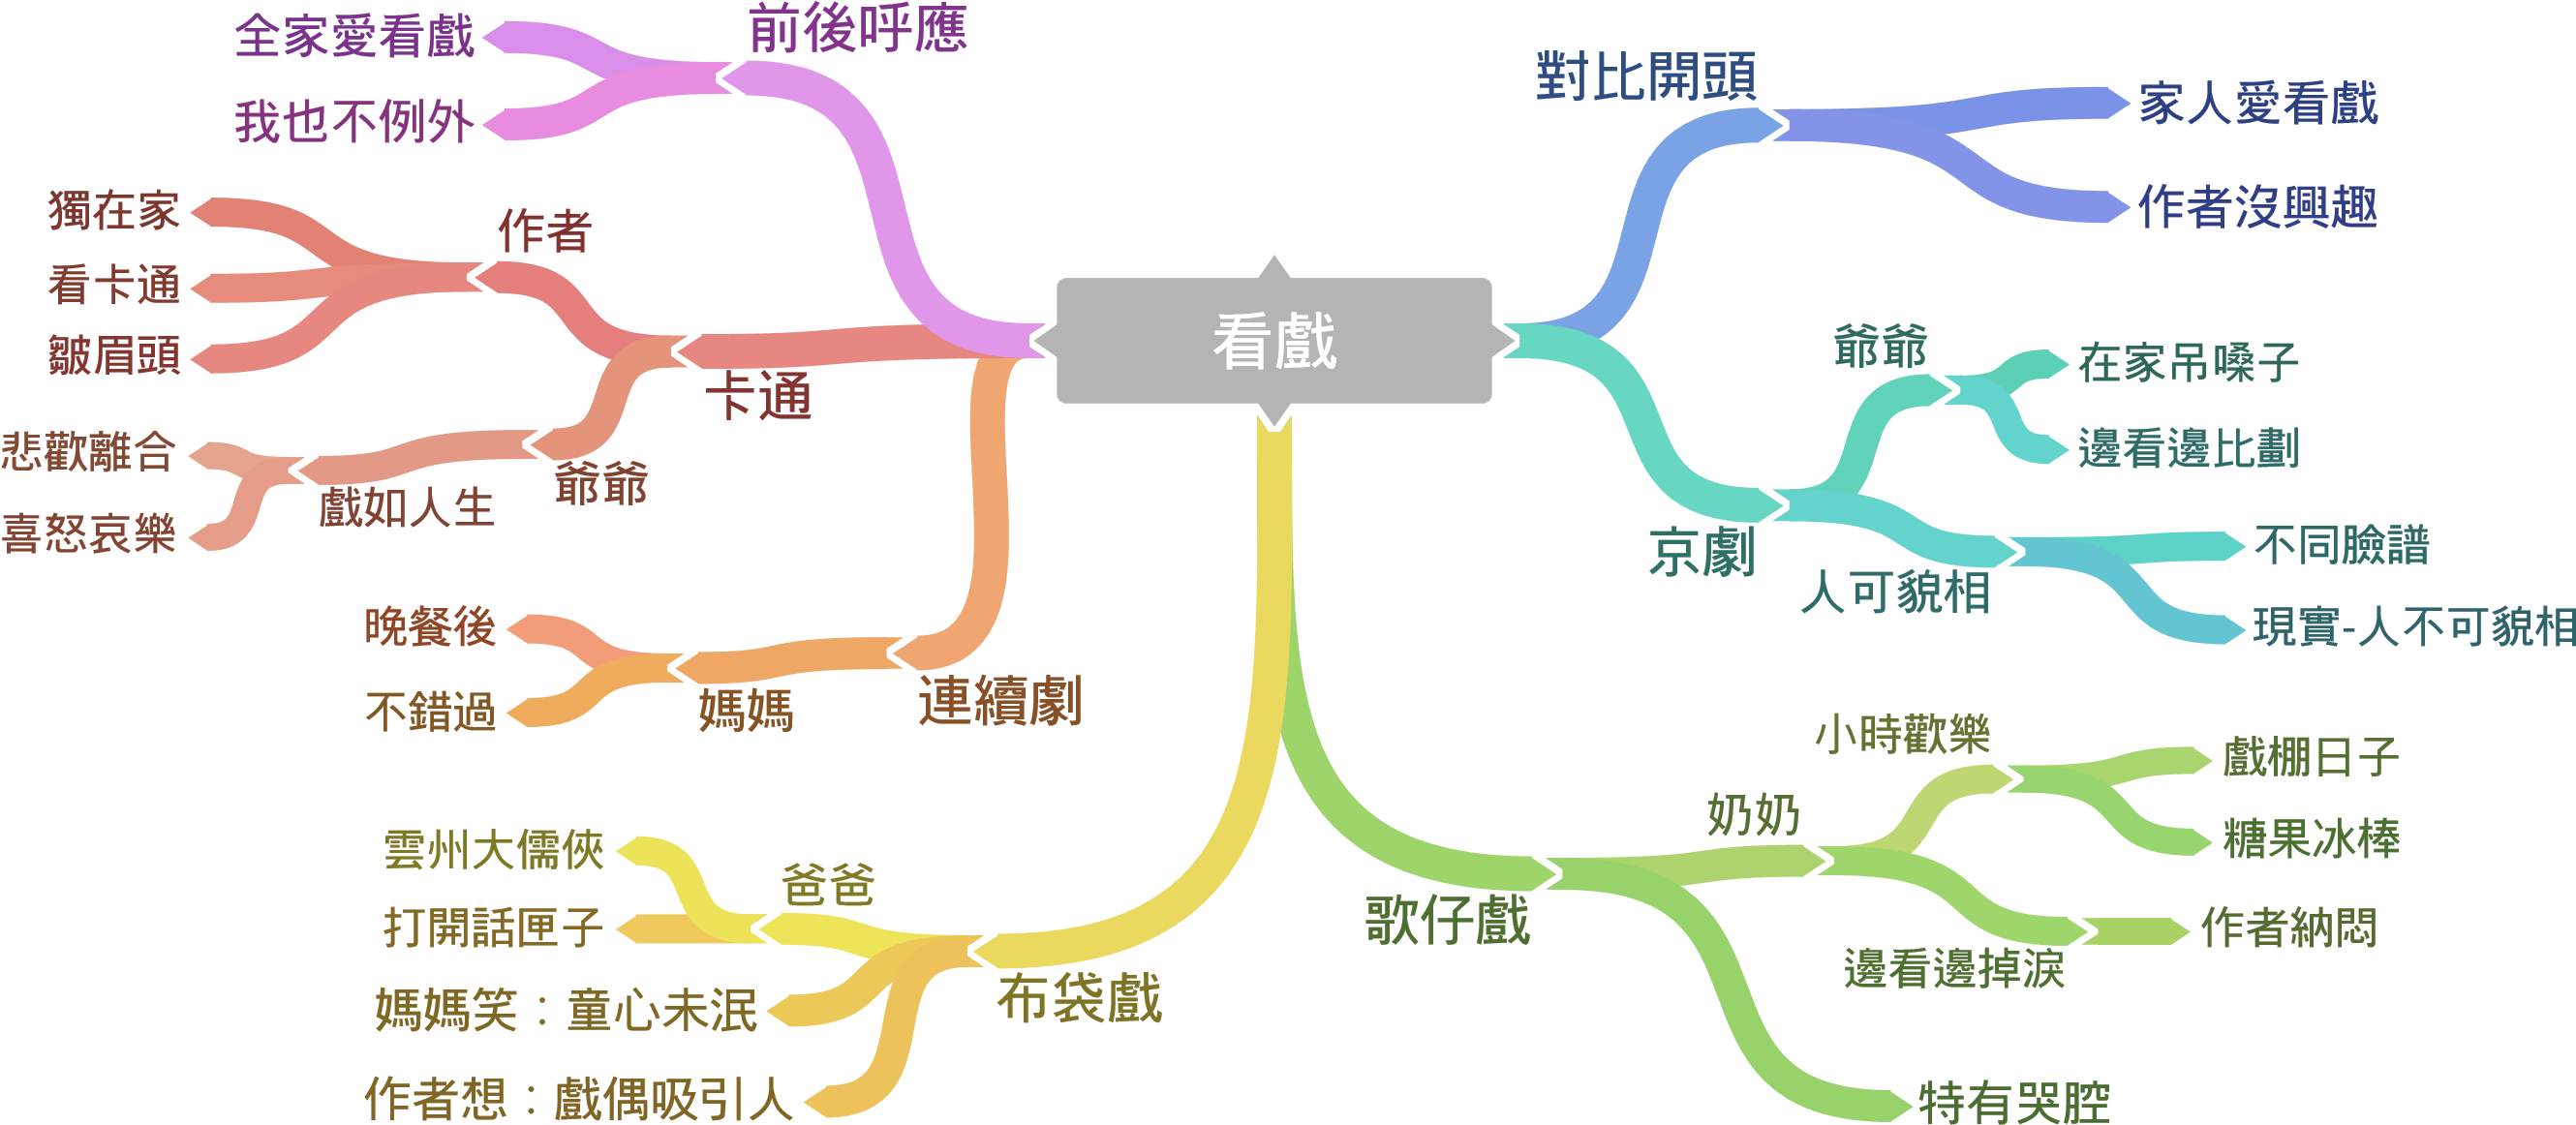 看戲
對比開頭
家人愛看戲
作者沒興趣
京劇
爺爺
在家吊嗓子
邊看邊比劃
人可貌相
不同臉譜
現實-人不可貌相
歌仔戲
奶奶
小時歡樂
戲棚日子
糖果冰棒
邊看邊掉淚
作者納悶
特有哭腔
布袋戲
爸爸
雲州大儒俠
打開話匣子
媽媽笑：童心未泯
作者想：戲偶吸引人
連續劇
媽媽
晚餐後
不錯過
卡通
作者
獨在家
看卡通
皺眉頭
爺爺
戲如人生
悲歡離合
喜怒哀樂
前後呼應
全家愛看戲
我也不例外